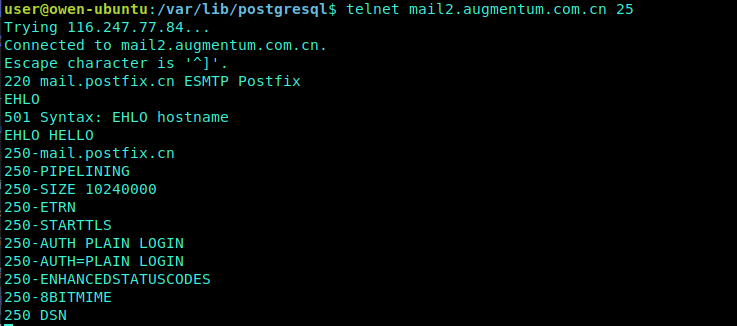 user@owen-ubuntu:/var/lib/postgresql$ telnet mail2.augmentum.com.cn 25
Trying 116.247.77.84...
Connected to mail2.augmentum.com.cn.
Escape character is '^]'.
220 mail.postfix.cn ESMTP Postfix
EHLO
501 Syntax: EHLO hostname
EHLO HELLO
250-mail.postfix.cn
250-PIPELINING
250-SIZE 10240000
250-ETRN
250-STARTTLS
250-AUTH PLAIN LOGIN
250-AUTH=PLAIN LOGIN
250-ENHANCEDSTATUSCODES
250-8BITMIME
250 DSN